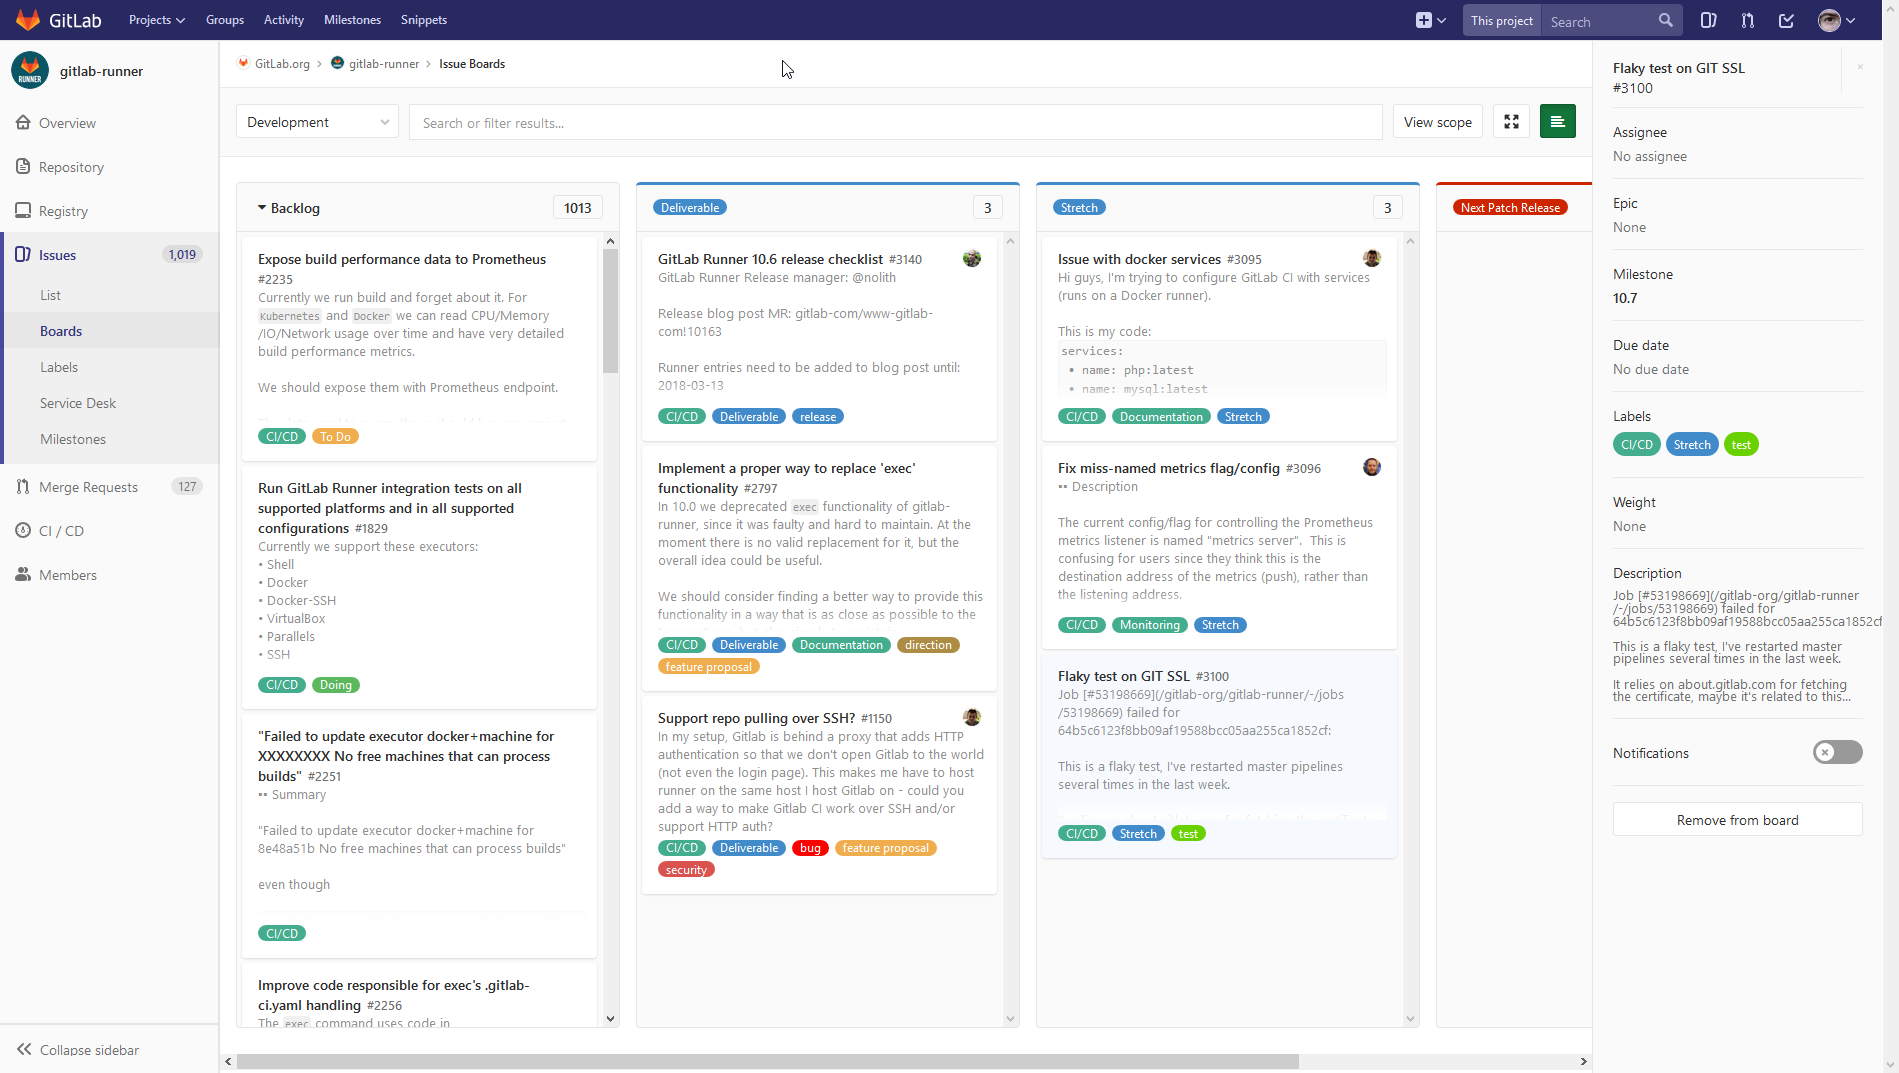 GitLab
Projects
Groups
Activity
Milestones
Snippets
This project
Search
RUNNER
gitlab-runner
Overview
Repository
Registry
Issues
1,019
List
Boards
Labels
Service Desk
Milestones
Merge Requests
127
CI / CD
Members
Collapse sidebar
GitLab.org > gitlab-runner > Issue Boards
Development
Search or filter results...
View scope
Backlog
1013
Expose build performance data to Prometheus
#2235
Currently we run build and forget about it. For
Kubernetes and Docker we can read CPU/Memory
/IO/Network usage over time and have very detailed
build performance metrics.
We should expose them with Prometheus endpoint.
CI/CD To Do
Run GitLab Runner integration tests on all
supported platforms and in all supported
configurations #1829
Currently we support these executors:
• Shell
• Docker
• Docker-SSH
• VirtualBox
• Parallels
• SSH
CI/CD Doing
"Failed to update executor docker+machine for
XXXXXXXX No free machines that can process
builds" #2251
▪▪ Summary
"Failed to update executor docker+machine for
8e48a51b No free machines that can process builds"
even though
CI/CD
Improve code responsible for exec's .gitlab-
ci.yaml handling #2256
The exec command uses code in
Deliverable
3
GitLab Runner 10.6 release checklist #3140
GitLab Runner Release manager: @nolith
Release blog post MR: gitlab-com/www-gitlab-
com!10163
Runner entries need to be added to blog post until:
2018-03-13
CI/CD Deliverable release
Implement a proper way to replace 'exec'
functionality #2797
In 10.0 we deprecated exec functionality of gitlab-
runner, since it was faulty and hard to maintain. At the
moment there is no valid replacement for it, but the
overall idea could be useful.
We should consider finding a better way to provide this
functionality in a way that is as close as possible to the
CI/CD Deliverable Documentation direction
feature proposal
Support repo pulling over SSH? #1150
In my setup, Gitlab is behind a proxy that adds HTTP
authentication so that we don't open Gitlab to the world
(not even the login page). This makes me have to host
runner on the same host I host Gitlab on - could you
add a way to make Gitlab CI work over SSH and/or
support HTTP auth?
CI/CD Deliverable bug feature proposal
security
Stretch
3
Issue with docker services #3095
Hi guys, I'm trying to configure GitLab CI with services
(runs on a Docker runner).
This is my code:
services:
• name: php:latest
• name: mysql:latest
CI/CD Documentation Stretch
Fix miss-named metrics flag/config #3096
▪▪ Description
The current config/flag for controlling the Prometheus
metrics listener is named "metrics server". This is
confusing for users since they think this is the
destination address of the metrics (push), rather than
the listening address.
CI/CD Monitoring Stretch
Flaky test on GIT SSL #3100
Job [#53198669](/gitlab-org/gitlab-runner/-/jobs
/53198669) failed for
64b5c6123f8bb09af19588bcc05aa255ca1852cf:
This is a flaky test, I've restarted master pipelines
several times in the last week.
CI/CD Stretch test
Next Patch Release
Flaky test on GIT SSL
#3100
Assignee
No assignee
Epic
None
Milestone
10.7
Due date
No due date
Labels
CI/CD Stretch test
Weight
None
Description
Job [#53198669](/gitlab-org/gitlab-runner
/-/jobs/53198669) failed for
64b5c6123f8bb09af19588bcc05aa255ca1852cf
This is a flaky test, I've restarted master
pipelines several times in the last week.
It relies on about.gitlab.com for fetching
the certificate, maybe it's related to this...
Notifications
Remove from board